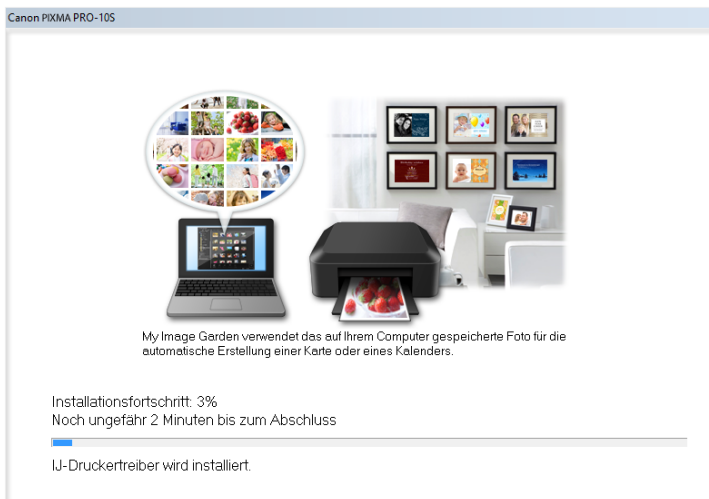 Canon PIXMA PRO-10S
My Image Garden verwendet das auf Ihrem Computer gespeicherte Foto für die
automatische Erstellung einer Karte oder eines Kalenders.
Installationsfortschritt: 3%
Noch ungefähr 2 Minuten bis zum Abschluss
IJ-Druckertreiber wird installiert.